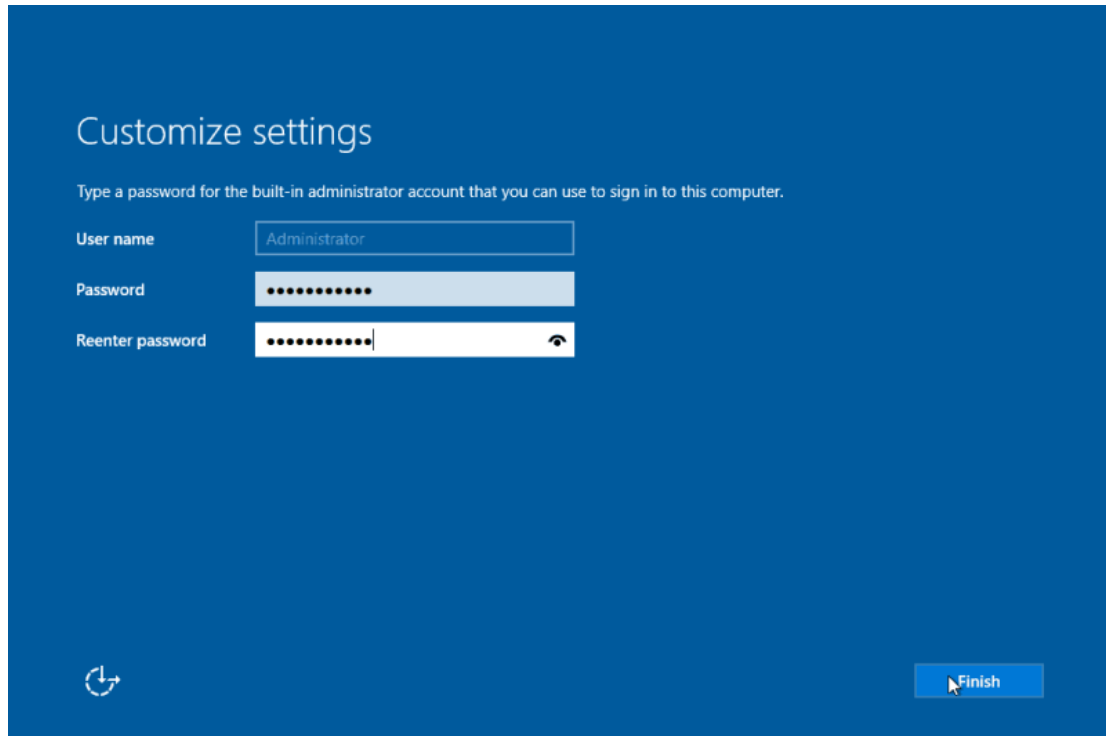 Customize settings
Type a password for the built-in administrator account that you can use to sign in to this computer.
User name
Administrator
Password
•••••••••••
Reenter password
•••••••••••
Finish